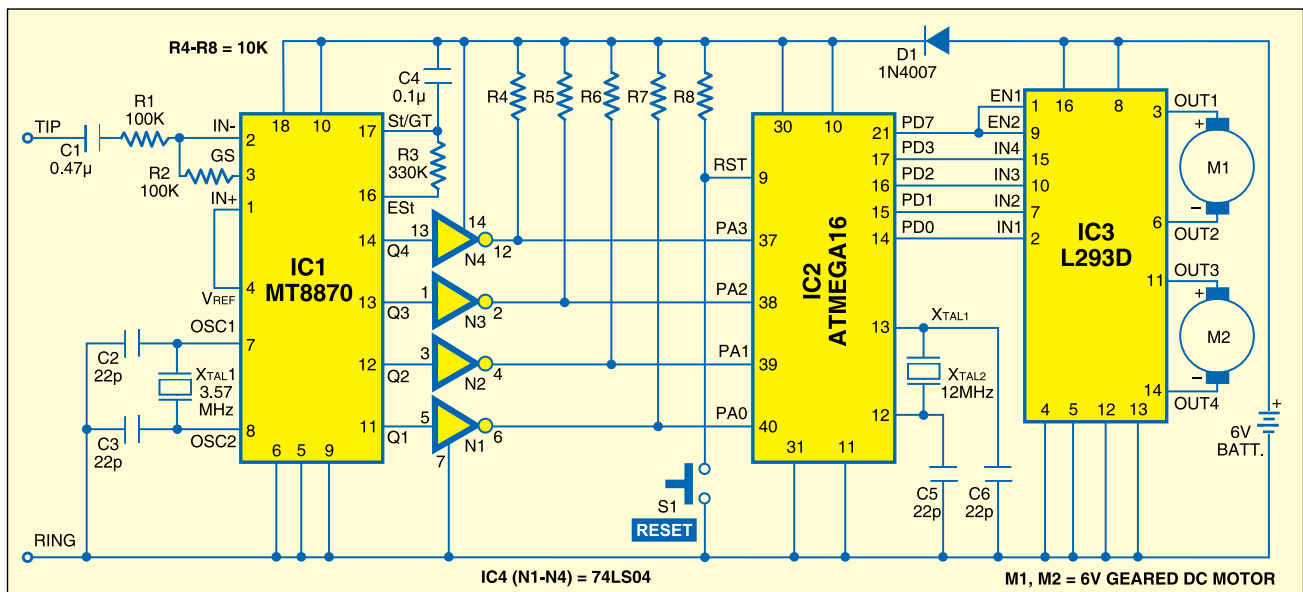 R4-R8 = 10K
D1
1N4007
C4
0.1µ
R4
R5
R6
R7
R8
TIP
C1
0.47µ
R1
100K
R2
100K
IN-
2
GS
3
IN+
1
4
VREF
OSC1
7
8
OSC2
C2
22p
C3
22p
XTAL1
3.57
MHz
18
10
17
St/GT
R3
330K
16
ESt
14
Q4
13
Q3
12
Q2
11
Q1
IC1
MT8870
6
5
9
13
14
N4
12
1
N3
2
3
N2
4
5
N1
6
7
RST
9
PA3
37
PA2
38
PA1
39
PA0
40
S1
RESET
30
10
IC2
ATMEGA16
31
11
21
PD7
17
PD3
16
PD2
15
PD1
14
PD0
13
XTAL1
XTAL2
12MHz
12
C5
22p
C6
22p
EN1
1
EN2
9
IN4
15
IN3
10
IN2
7
IN1
2
16
8
IC3
L293D
4
5
12
13
3
OUT1
+
M1
–
6
OUT2
11
OUT3
+
M2
–
14
OUT4
+
6V
BATT.
RING
IC4 (N1-N4) = 74LS04
M1, M2 = 6V GEARED DC MOTOR